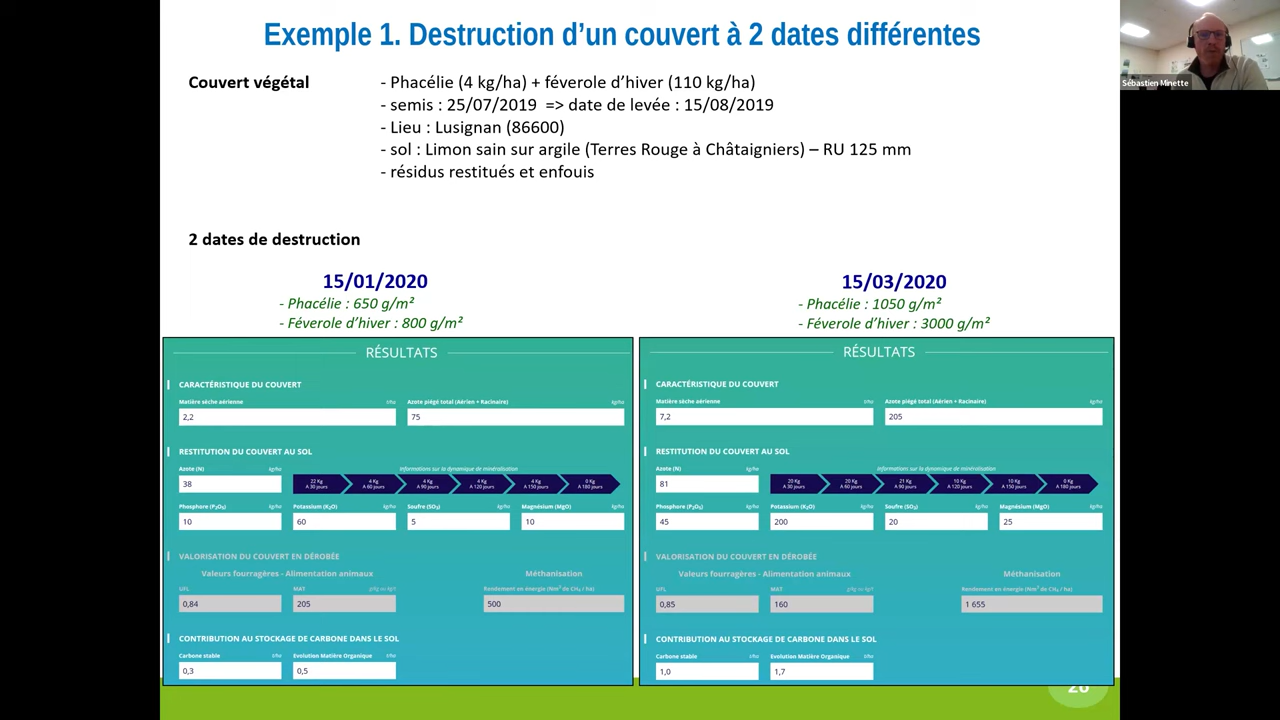 Exemple 1. Destruction d’un couvert à 2 dates différentes
Sébastien Minette
Couvert végétal
- Phacélie (4 kg/ha) + féverole d’hiver (110 kg/ha)
- semis : 25/07/2019 => date de levée : 15/08/2019
- Lieu : Lusignan (86600)
- sol : Limon sain sur argile (Terres Rouge à Châtaigniers) – RU 125 mm
- résidus restitués et enfouis
2 dates de destruction
15/01/2020
- Phacélie : 650 g/m²
- Féverole d’hiver : 800 g/m²
RÉSULTATS
CARACTÉRISTIQUE DU COUVERT
Matière sèche aérienne t/ha Azote piégé total (Aérien + Racinaire) kg/ha
2,2 75
RESTITUTION DU COUVERT AU SOL
Azote (N) kg/ha Informations sur la dynamique de minéralisation
38
22 Kg 4 Kg 4 Kg 4 Kg 4 Kg 0 Kg
A 30 jours A 60 jours A 90 jours A 120 jours A 150 jours A 180 jours
Phosphore (P₂O₅) kg/ha Potassium (K₂O) kg/ha Soufre (SO₃) kg/ha Magnésium (MgO) kg/ha
10 60 5 10
VALORISATION DU COUVERT EN DÉROBÉE
Valeurs fourragères - Alimentation animaux Méthanisation
UFL MAT g/kg ou kg/t Rendement en énergie (Nm³ de CH₄ / ha)
0,84 205 500
CONTRIBUTION AU STOCKAGE DE CARBONE DANS LE SOL
Carbone stable t/ha Evolution Matière Organique t/ha
0,3 0,5
15/03/2020
- Phacélie : 1050 g/m²
- Féverole d’hiver : 3000 g/m²
RÉSULTATS
CARACTÉRISTIQUE DU COUVERT
Matière sèche aérienne t/ha Azote piégé total (Aérien + Racinaire) kg/ha
7,2 205
RESTITUTION DU COUVERT AU SOL
Azote (N) kg/ha Informations sur la dynamique de minéralisation
81
20 Kg 20 Kg 21 Kg 10 Kg 10 Kg 0 Kg
A 30 jours A 60 jours A 90 jours A 120 jours A 150 jours A 180 jours
Phosphore (P₂O₅) kg/ha Potassium (K₂O) kg/ha Soufre (SO₃) kg/ha Magnésium (MgO) kg/ha
45 200 20 25
VALORISATION DU COUVERT EN DÉROBÉE
Valeurs fourragères - Alimentation animaux Méthanisation
UFL MAT g/kg ou kg/t Rendement en énergie (Nm³ de CH₄ / ha)
0,85 160 1 655
CONTRIBUTION AU STOCKAGE DE CARBONE DANS LE SOL
Carbone stable t/ha Evolution Matière Organique t/ha
1,0 1,7
26